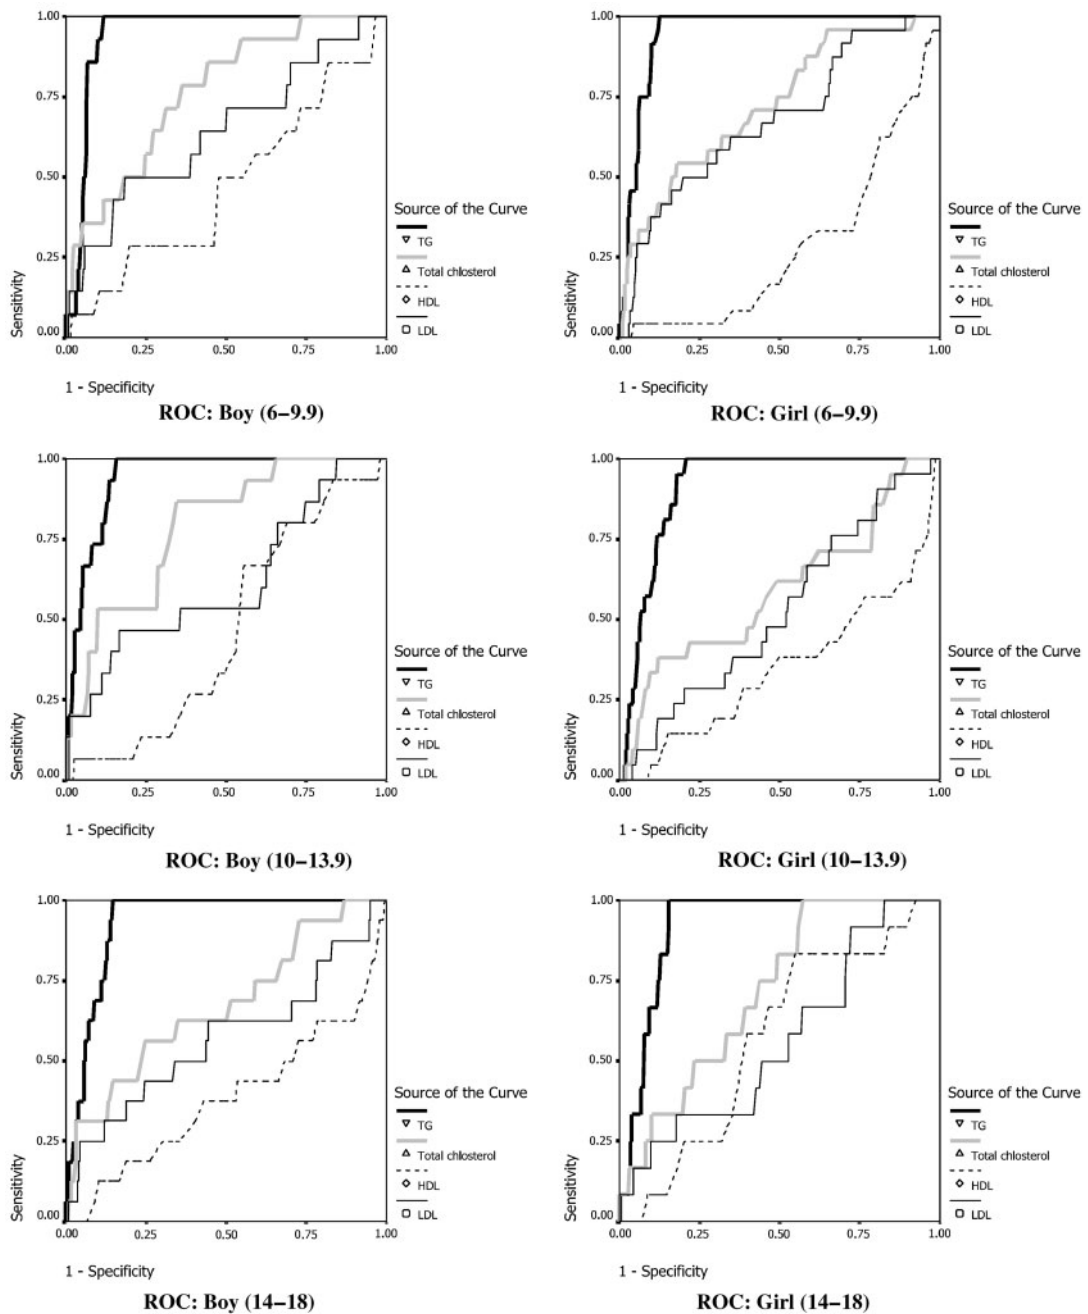 1.00
0.75
0.50
0.25
0.00
Sensitivity
0.00 0.25 0.50 0.75 1.00
1 - Specificity
Source of the Curve
TG
Total chlosterol
HDL
LDL
ROC: Boy (6–9.9)
1.00
0.75
0.50
0.25
0.00
Sensitivity
0.00 0.25 0.50 0.75 1.00
1 - Specificity
Source of the Curve
TG
Total chlosterol
HDL
LDL
ROC: Girl (6–9.9)
1.00
0.75
0.50
0.25
0.00
Sensitivity
0.00 0.25 0.50 0.75 1.00
1 - Specificity
Source of the Curve
TG
Total chlosterol
HDL
LDL
ROC: Boy (10–13.9)
1.00
0.75
0.50
0.25
0.00
Sensitivity
0.00 0.25 0.50 0.75 1.00
1 - Specificity
Source of the Curve
TG
Total chlosterol
HDL
LDL
ROC: Girl (10–13.9)
1.00
0.75
0.50
0.25
0.00
Sensitivity
0.00 0.25 0.50 0.75 1.00
1 - Specificity
Source of the Curve
TG
Total chlosterol
HDL
LDL
ROC: Boy (14–18)
1.00
0.75
0.50
0.25
0.00
Sensitivity
0.00 0.25 0.50 0.75 1.00
1 - Specificity
Source of the Curve
TG
Total chlosterol
HDL
LDL
ROC: Girl (14–18)